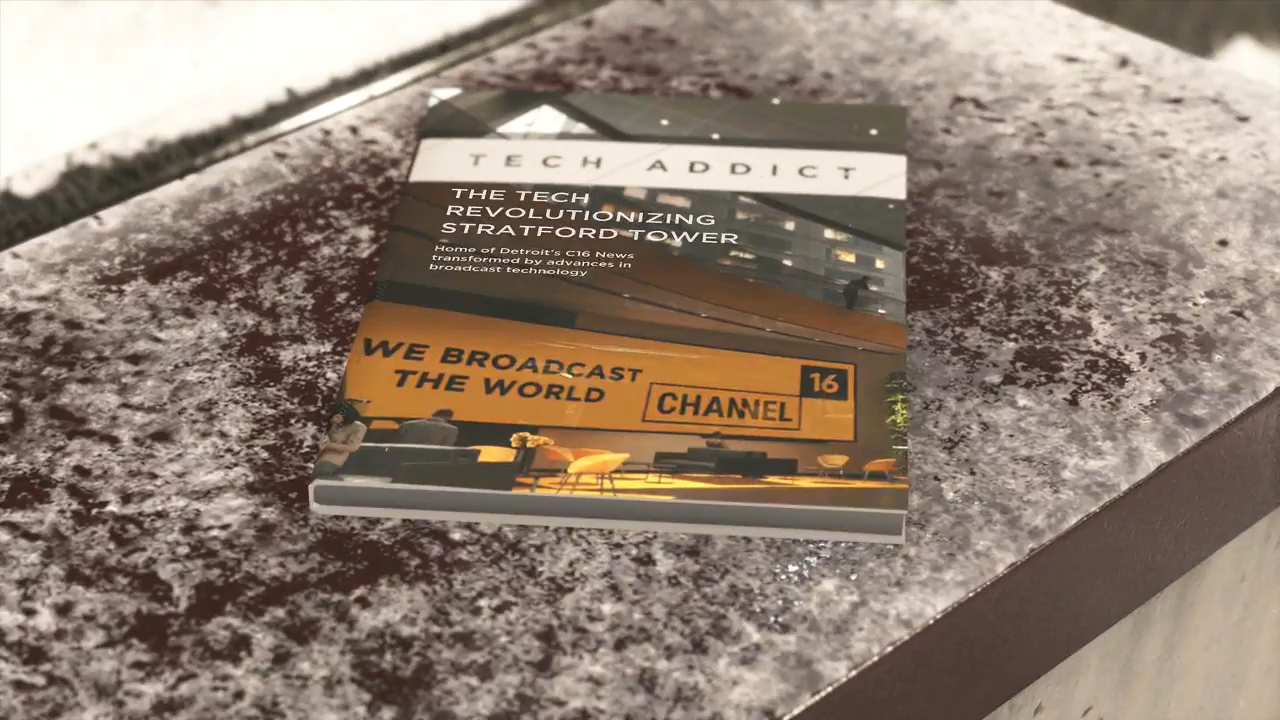 TECH ADDICT
THE TECH
REVOLUTIONIZING
STRATFORD TOWER
Home of Detroit's C16 News
transformed by advances in
broadcast technology
WE BROADCAST
THE WORLD
16
CHANNEL